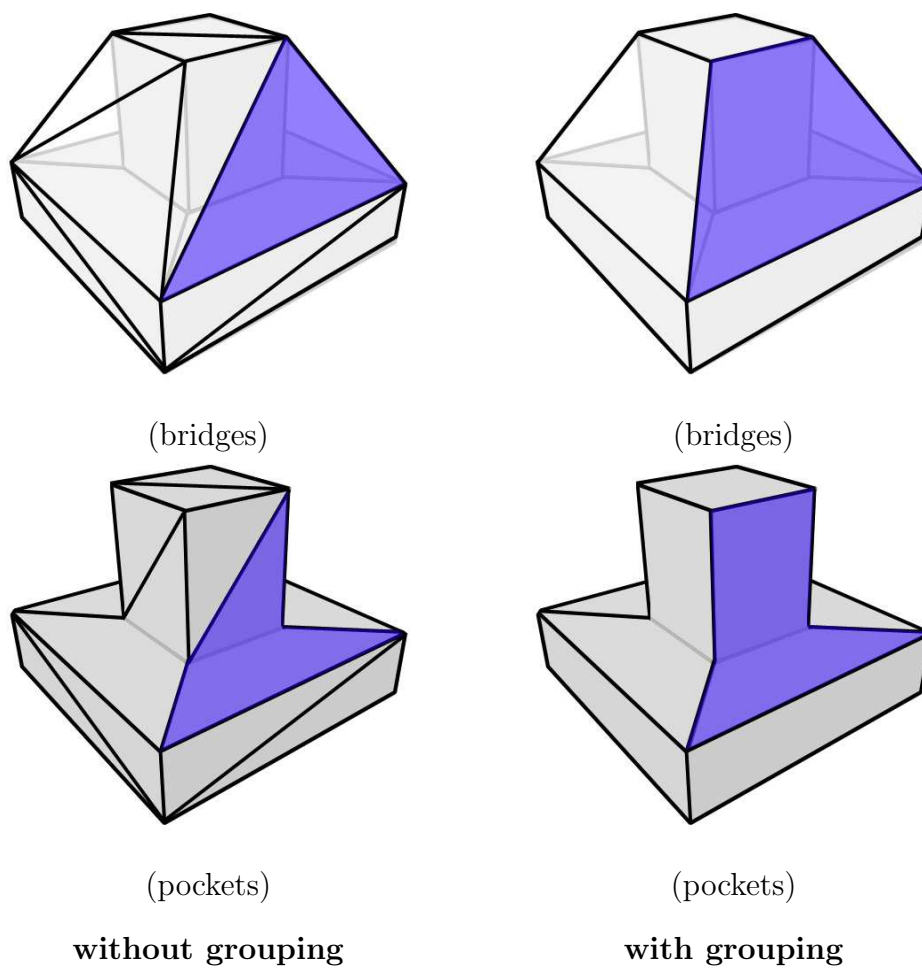 (bridges) (bridges)
(pockets) (pockets)
without grouping with grouping